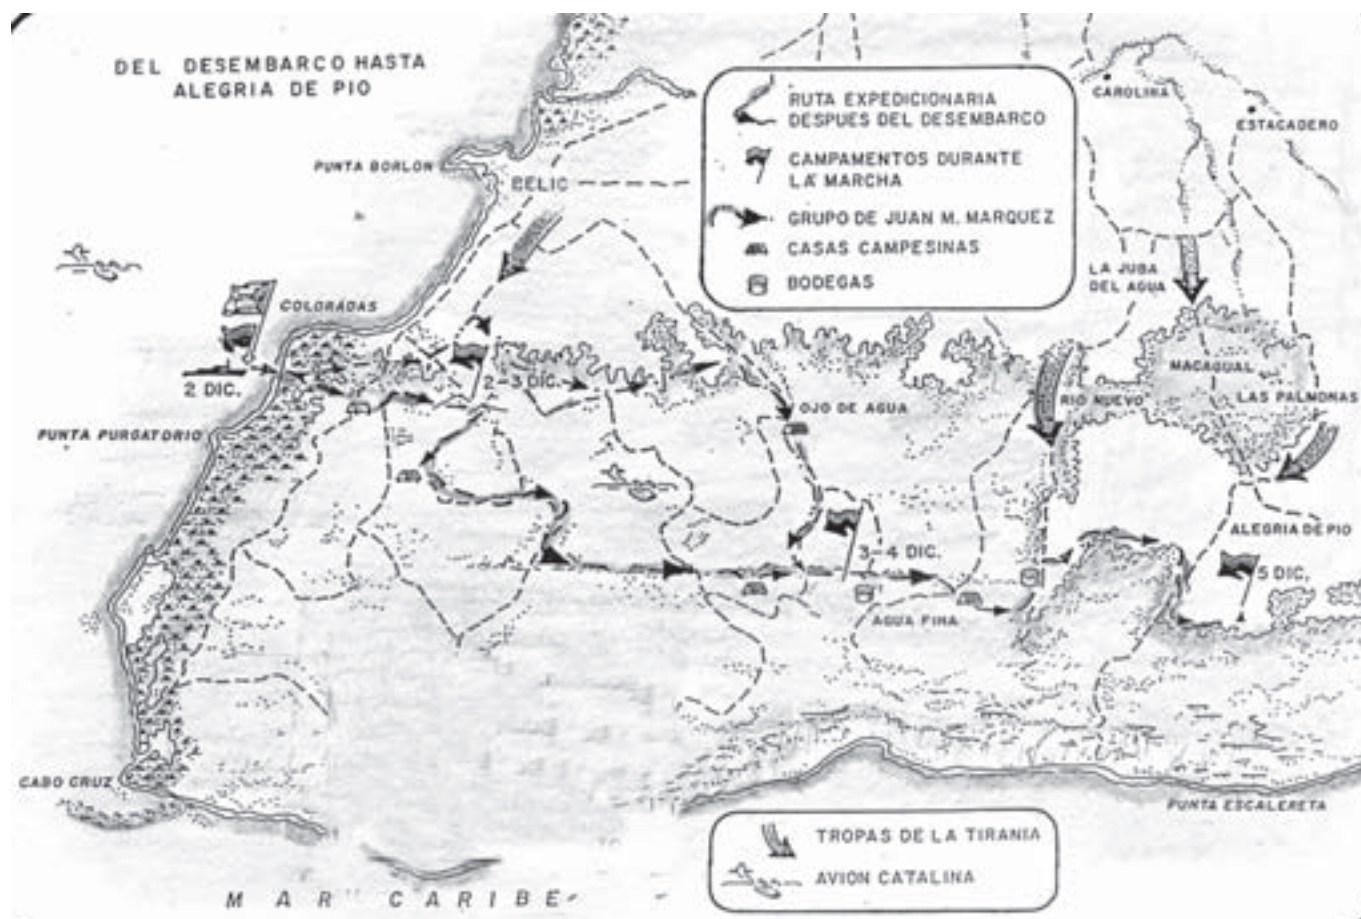 DEL DESEMBARCO HASTA
ALEGRIA DE PIO
RUTA EXPEDICIONARIA
DESPUES DEL DESEMBARCO
CAMPAMENTOS DURANTE
LA MARCHA
GRUPO DE JUAN M. MARQUEZ
CASAS CAMPESINAS
BODEGAS
CAROLINA
ESTACADERO
PUNTA BORLON
BELIC
LA JUBA
DEL AGUA
COLORADAS
2 DIC.
2-3 DIC.
MACAGUAL
RIO NUEVO
LAS PALMONAS
OJO DE AGUA
PUNTA PURGATORIO
ALEGRIA DE PIO
3-4 DIC.
5 DIC.
AGUA FINA
CABO CRUZ
PUNTA ESCALERETA
TROPAS DE LA TIRANIA
AVION CATALINA
MAR CARIBE